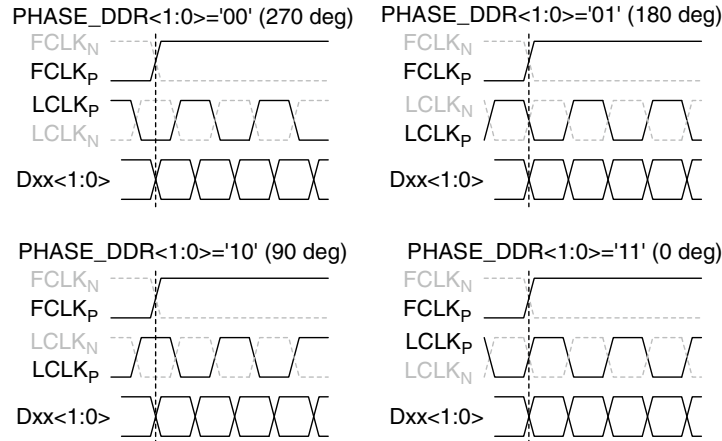 PHASE_DDR<1:0>='00' (270 deg)
FCLKN
FCLKP
LCLKP
LCLKN
Dxx<1:0>
PHASE_DDR<1:0>='01' (180 deg)
FCLKN
FCLKP
LCLKN
LCLKP
Dxx<1:0>
PHASE_DDR<1:0>='10' (90 deg)
FCLKN
FCLKP
LCLKN
LCLKP
Dxx<1:0>
PHASE_DDR<1:0>='11' (0 deg)
FCLKN
FCLKP
LCLKP
LCLKN
Dxx<1:0>